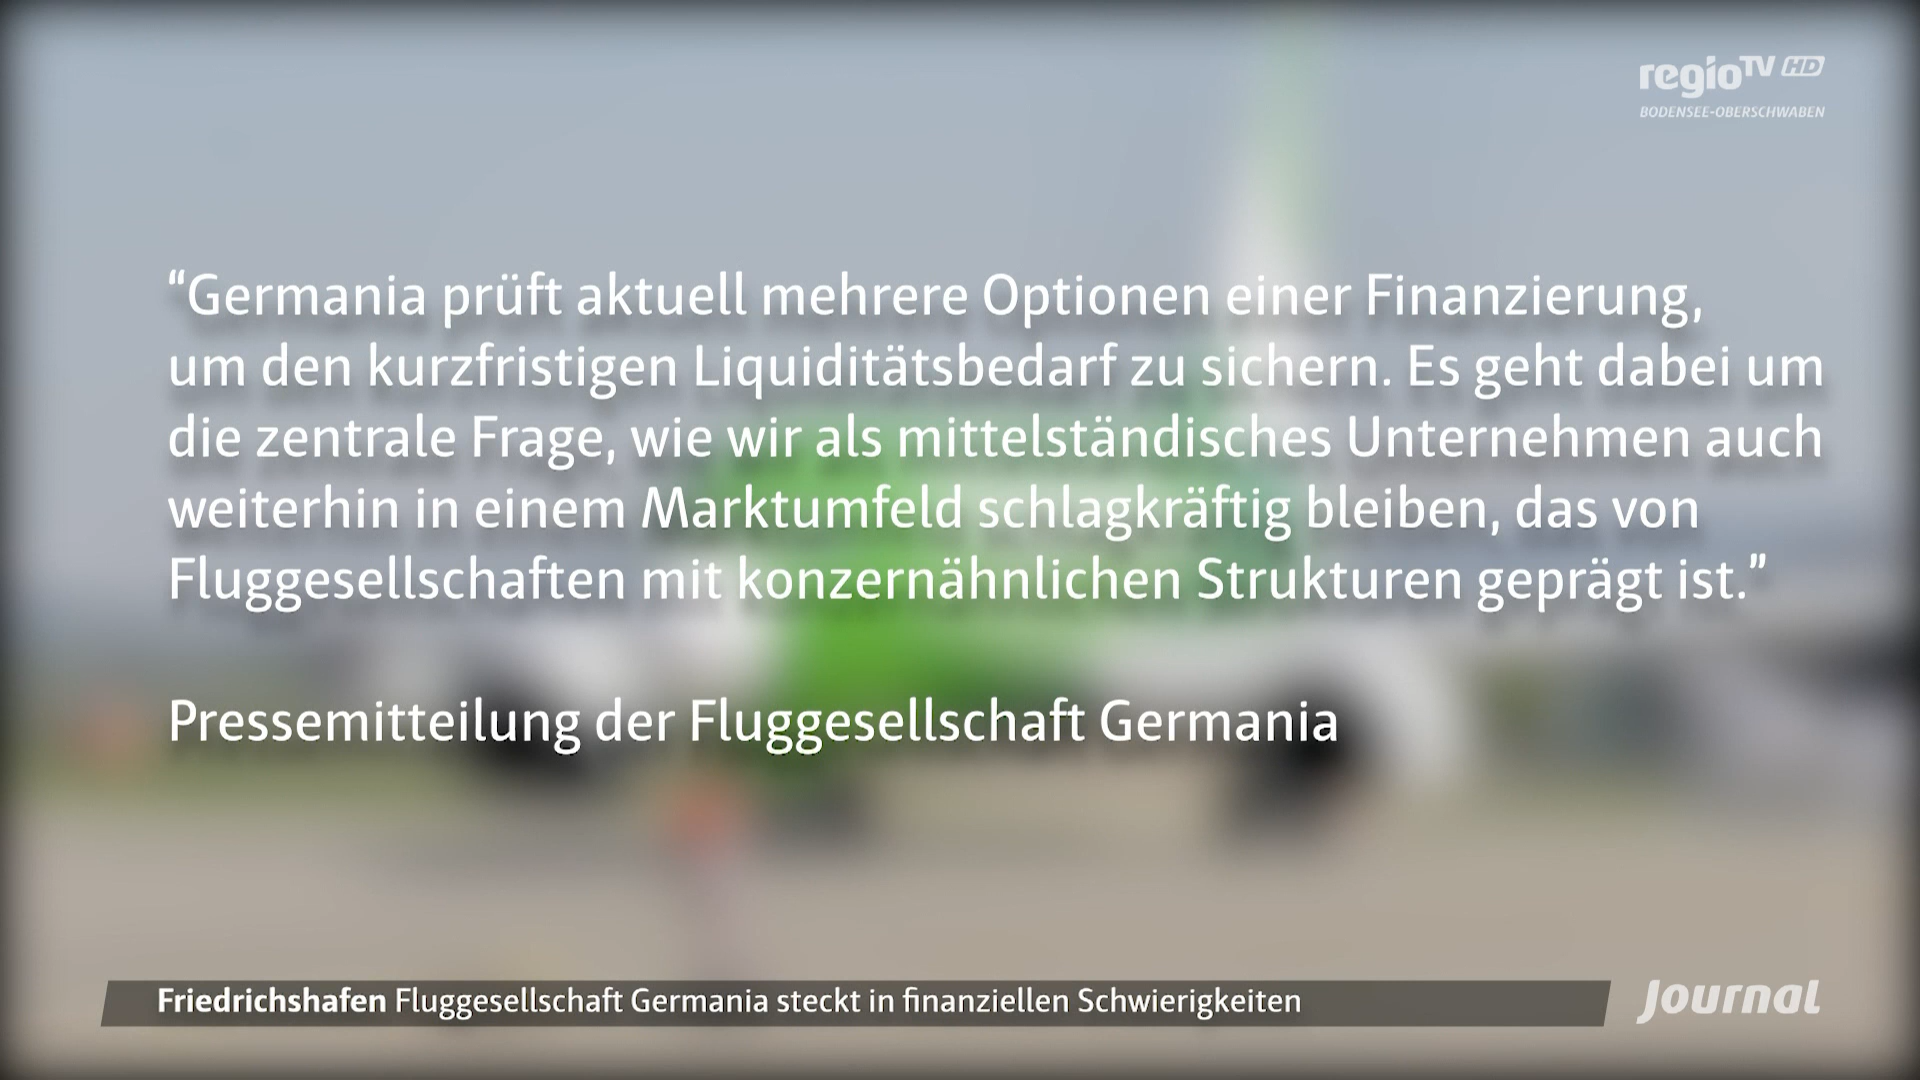 regioTV HD
BODENSEE-OBERSCHWABEN
“Germania prüft aktuell mehrere Optionen einer Finanzierung,
um den kurzfristigen Liquiditätsbedarf zu sichern. Es geht dabei um
die zentrale Frage, wie wir als mittelständisches Unternehmen auch
weiterhin in einem Marktumfeld schlagkräftig bleiben, das von
Fluggesellschaften mit konzernähnlichen Strukturen geprägt ist.”
Pressemitteilung der Fluggesellschaft Germania
Friedrichshafen Fluggesellschaft Germania steckt in finanziellen Schwierigkeiten
Journal